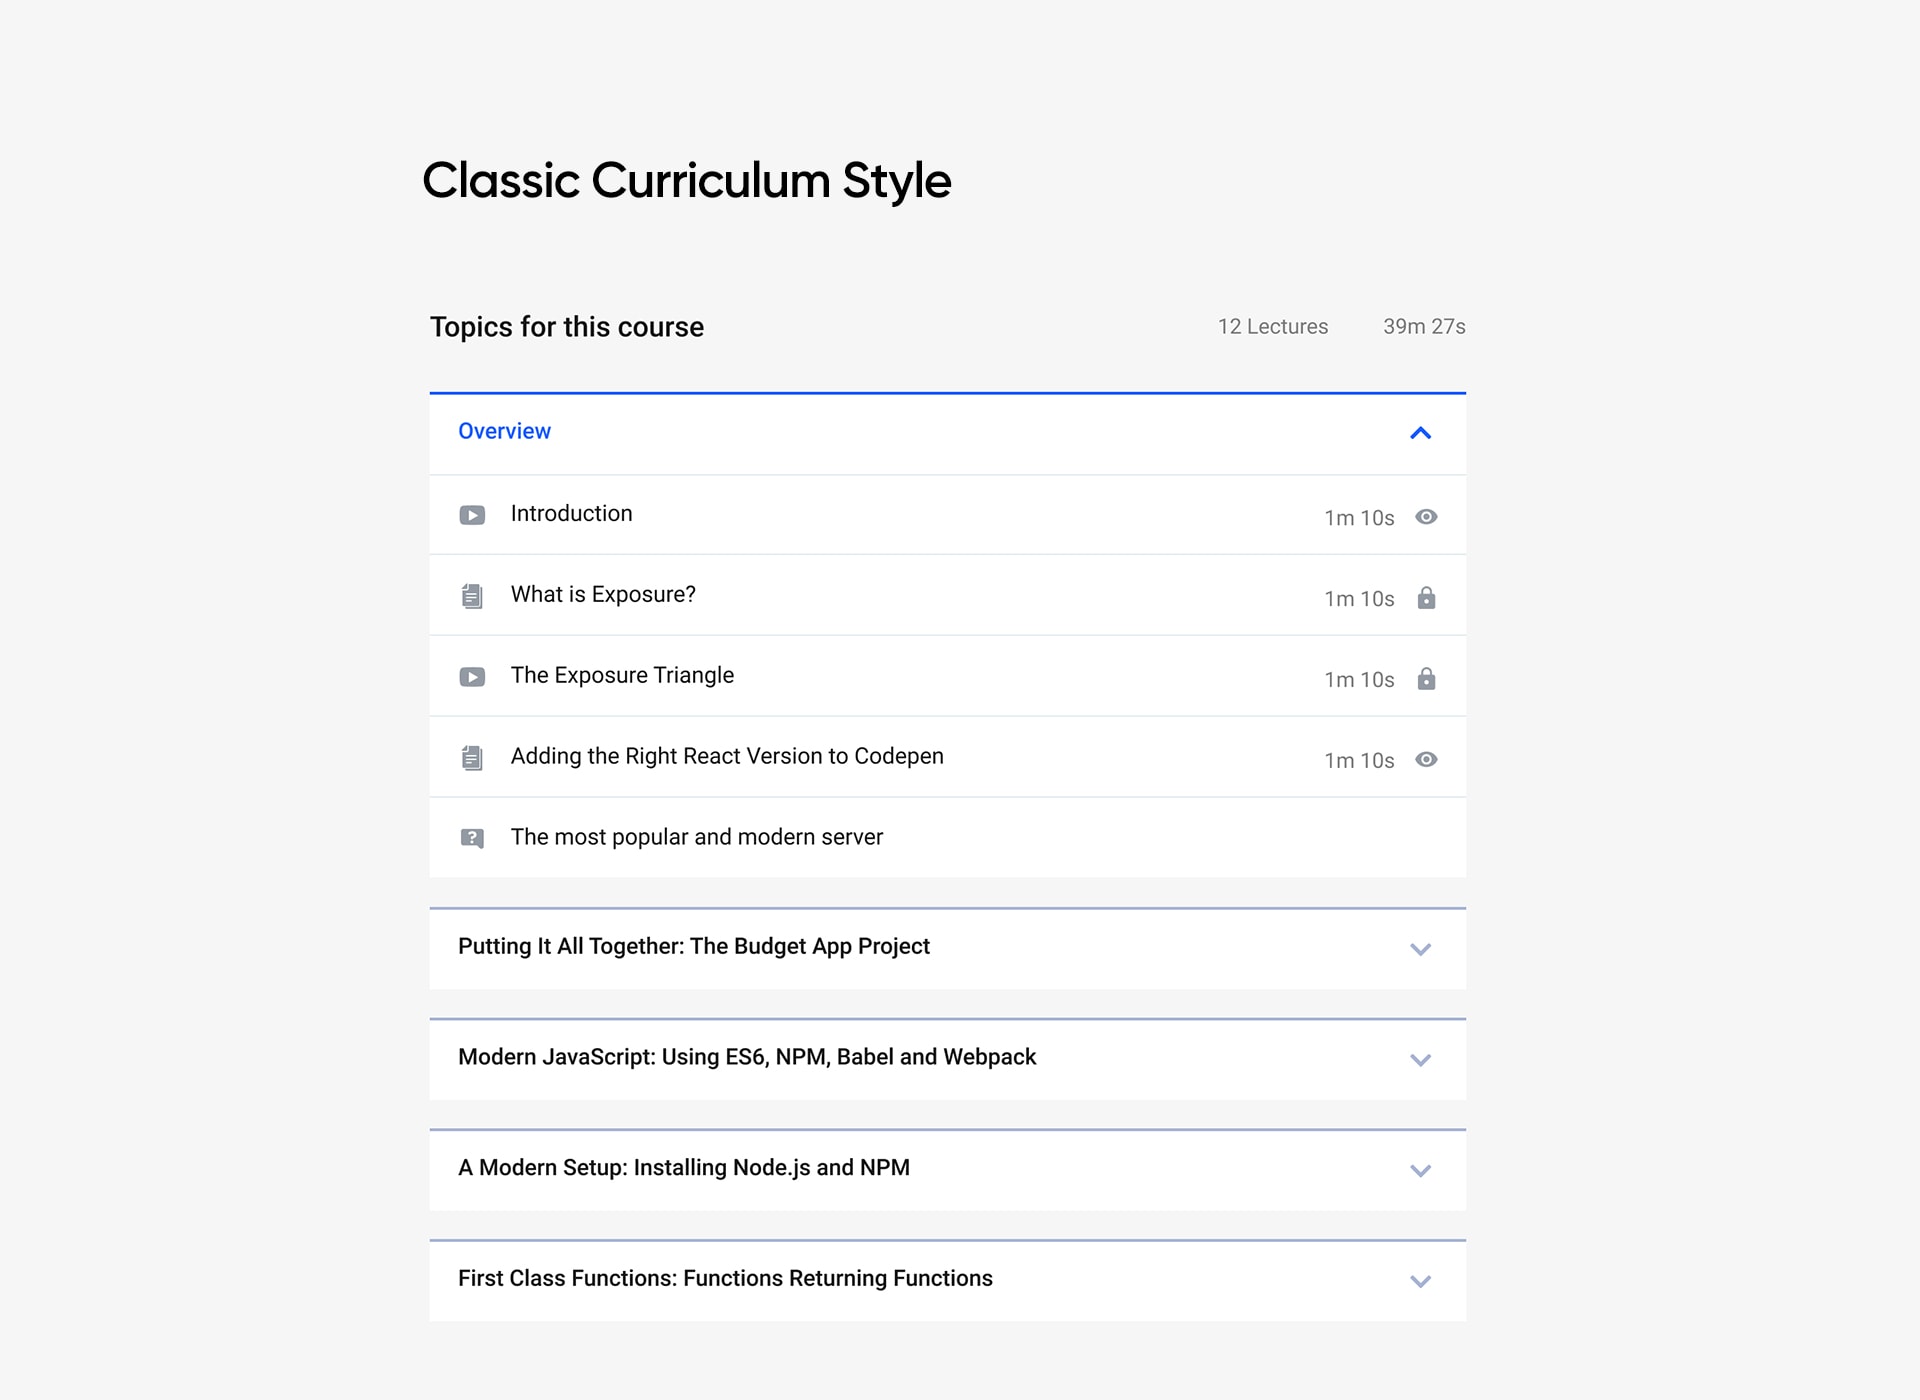 Classic Curriculum Style
Topics for this course
12 Lectures
39m 27s
Overview
Introduction
1m 10s
What is Exposure?
1m 10s
The Exposure Triangle
1m 10s
Adding the Right React Version to Codepen
1m 10s
The most popular and modern server
Putting It All Together: The Budget App Project
Modern JavaScript: Using ES6, NPM, Babel and Webpack
A Modern Setup: Installing Node.js and NPM
First Class Functions: Functions Returning Functions